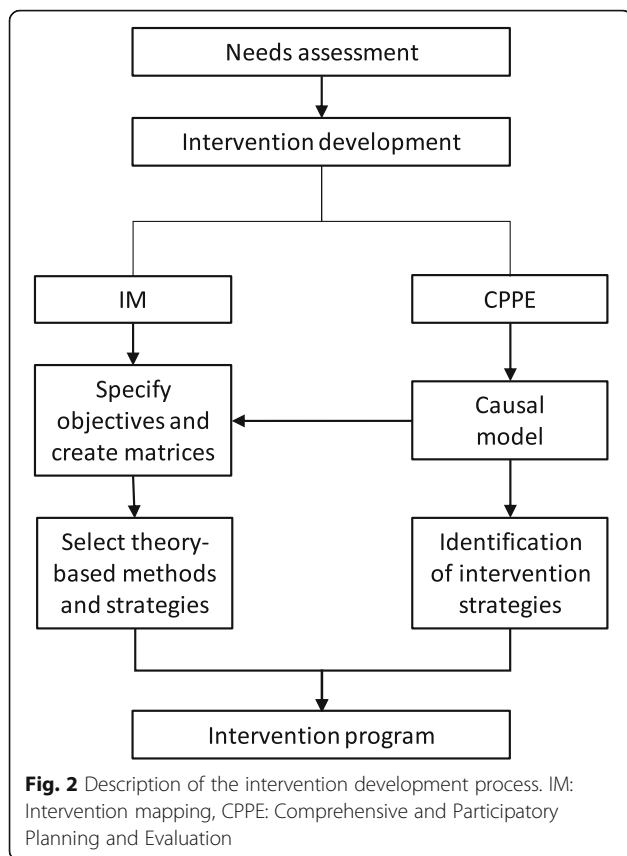 Needs assessment
Intervention development
IM
CPPE
Specify
objectives and
create matrices
Causal
model
Select theory-
based methods
and strategies
Identification
of intervention
strategies
Intervention program
Fig. 2 Description of the intervention development process. IM:
Intervention mapping, CPPE: Comprehensive and Participatory
Planning and Evaluation